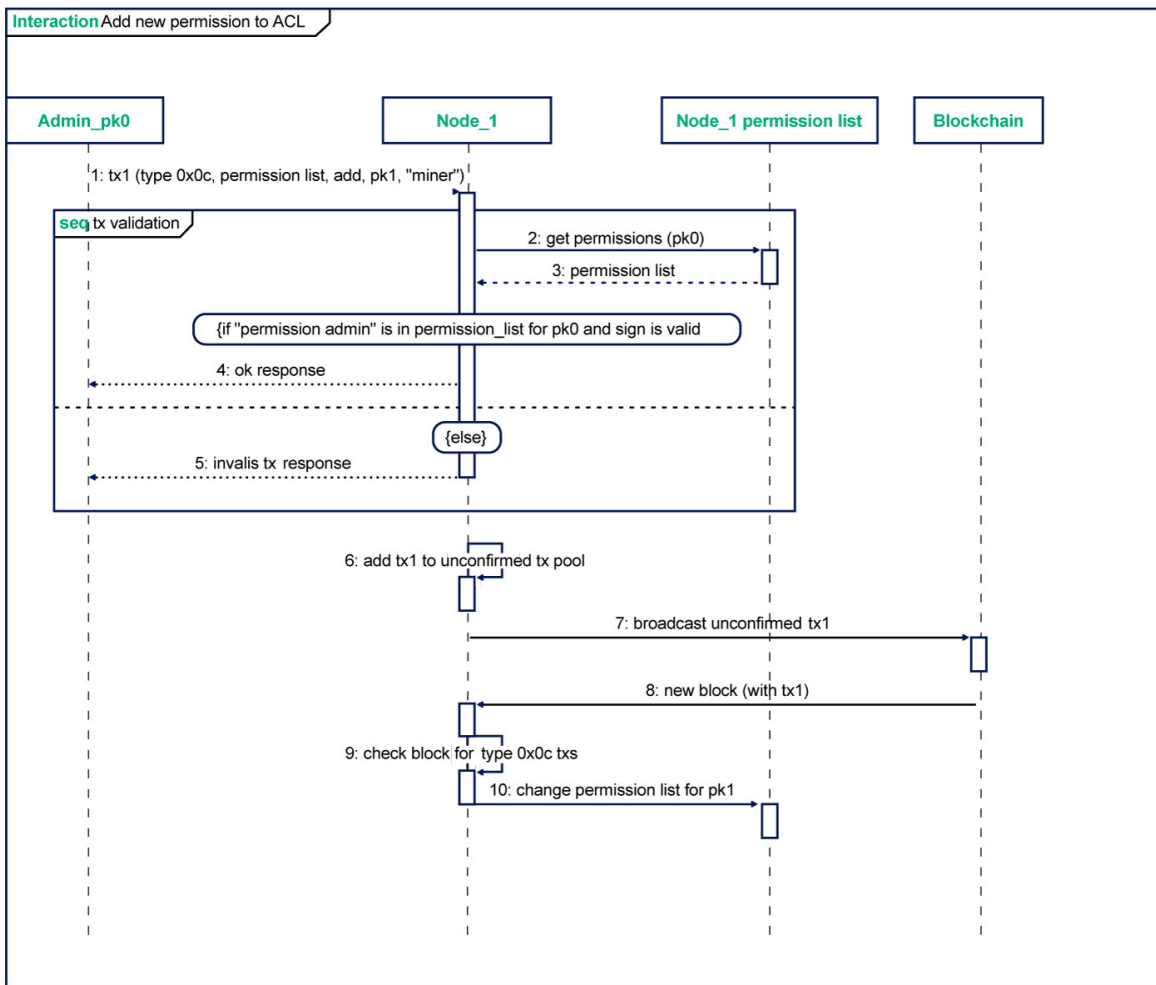 Interaction Add new permission to ACL
Admin_pk0
Node_1
Node_1 permission list
Blockchain
1: tx1 (type 0x0c, permission list, add, pk1, "miner")
seq tx validation
2: get permissions (pk0)
3: permission list
{if "permission admin" is in permission_list for pk0 and sign is valid
4: ok response
{else}
5: invalis tx response
6: add tx1 to unconfirmed tx pool
7: broadcast unconfirmed tx1
8: new block (with tx1)
9: check block for type 0x0c txs
10: change permission list for pk1